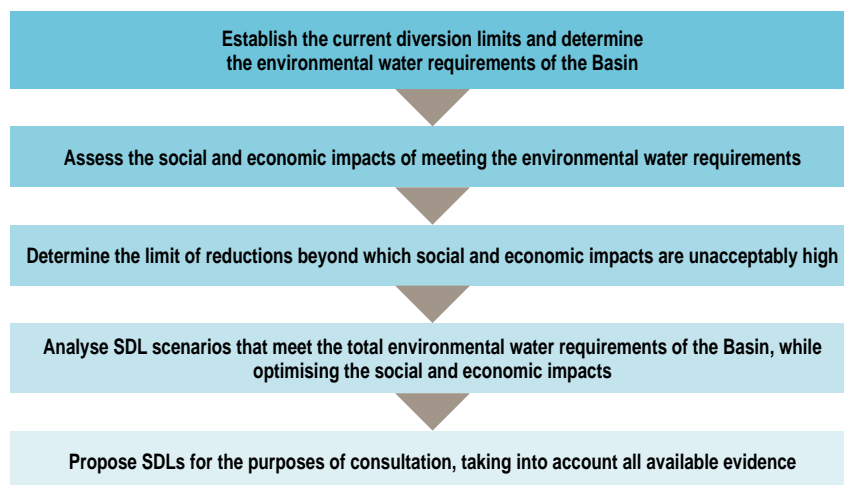 Establish the current diversion limits and determine
the environmental water requirements of the Basin
Assess the social and economic impacts of meeting the environmental water requirements
Determine the limit of reductions beyond which social and economic impacts are unacceptably high
Analyse SDL scenarios that meet the total environmental water requirements of the Basin, while
optimising the social and economic impacts
Propose SDLs for the purposes of consultation, taking into account all available evidence